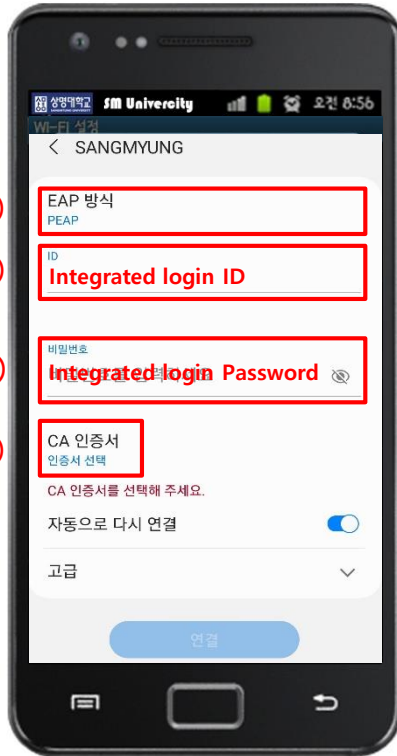 상명대학교 SM Univercity 오전 8:56
Wi-Fi 설정
< SANGMYUNG
EAP 방식
PEAP
ID
Integrated login ID
비밀번호
Integrated login Password
CA 인증서
인증서 선택
CA 인증서를 선택해 주세요.
자동으로 다시 연결
고급
연결